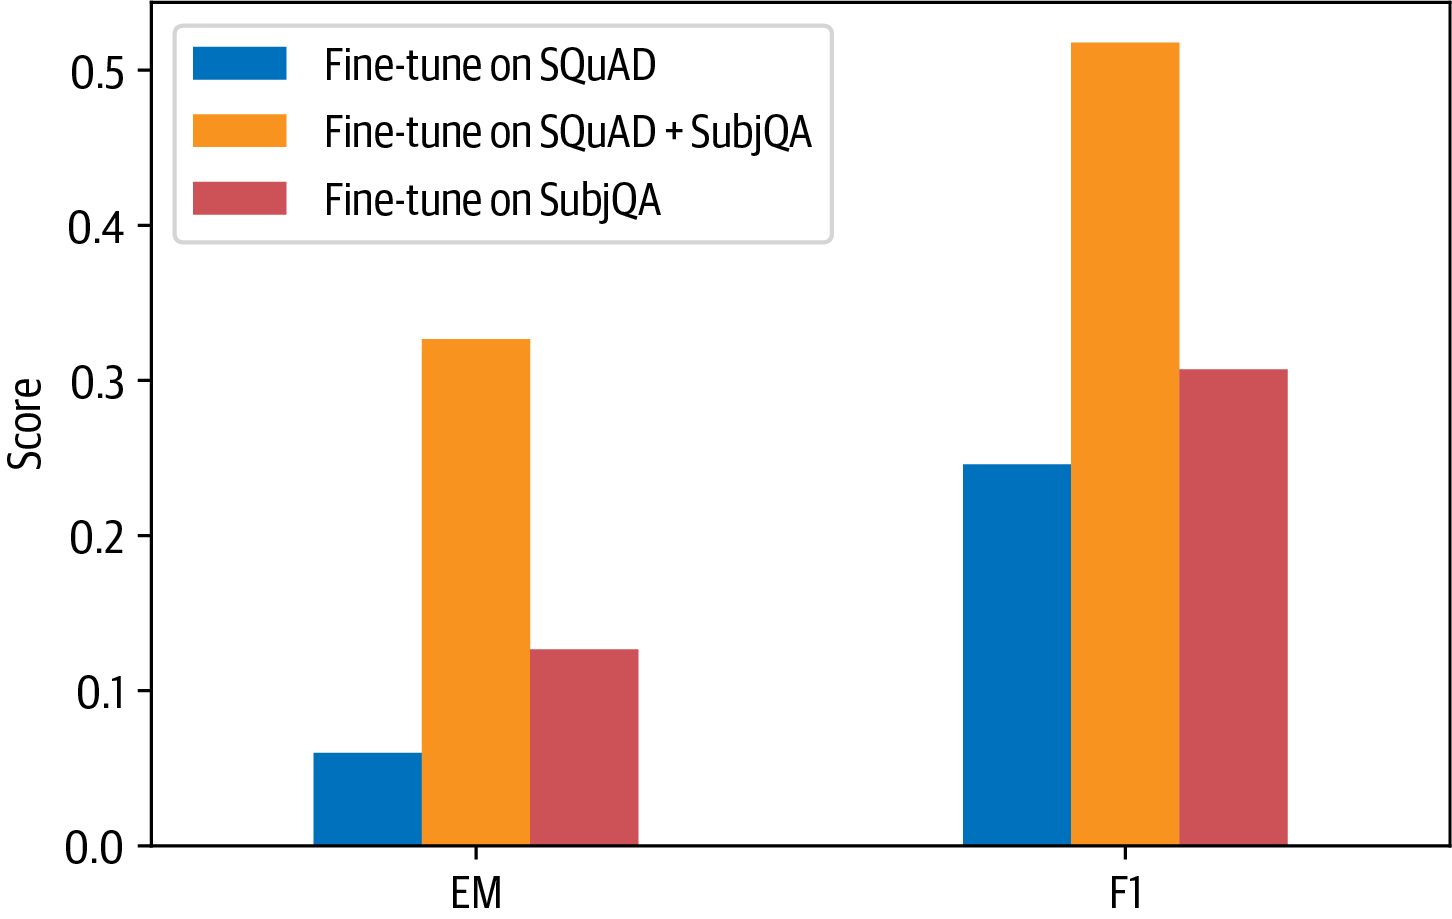 Fine-tune on SQuAD
Fine-tune on SQuAD + SubjQA
Fine-tune on SubjQA
0.5
0.4
0.3
0.2
0.1
0.0
Score
EM
F1